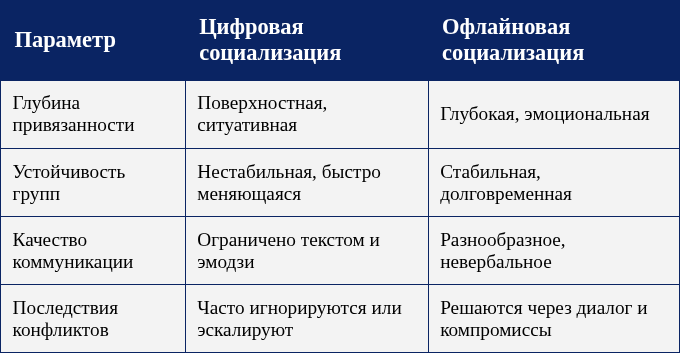 Параметр
Цифровая
социализация
Офлайновая
социализация
Глубина
привязанности
Поверхностная,
ситуативная
Глубокая, эмоциональная
Устойчивость
групп
Нестабильная, быстро
меняющаяся
Стабильная,
долговременная
Качество
коммуникации
Ограничено текстом и
эмодзи
Разнообразное,
невербальное
Последствия
конфликтов
Часто игнорируются или
эскалируют
Решаются через диалог и
компромиссы